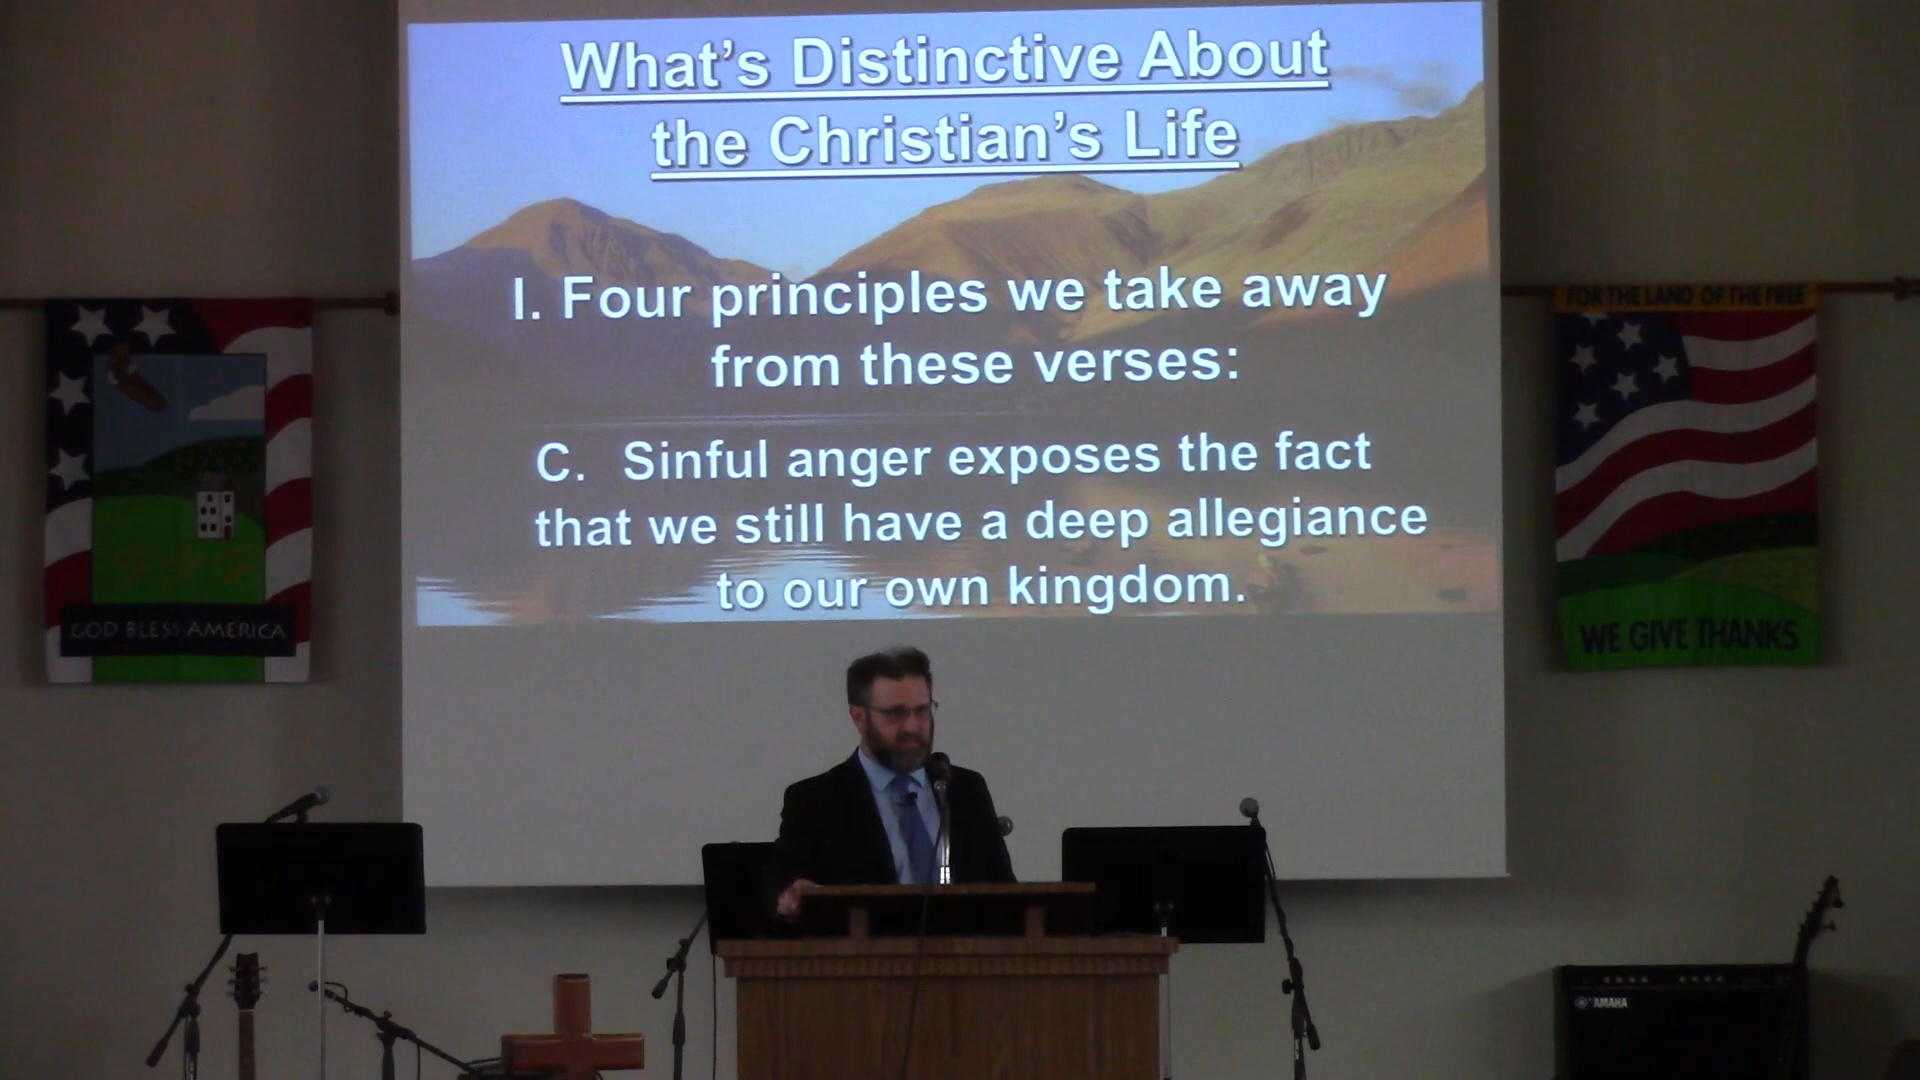 What's Distinctive About
the Christian's Life
I. Four principles we take away
from these verses:
C. Sinful anger exposes the fact
that we still have a deep allegiance
to our own kingdom.
GOD BLESS AMERICA
FOR THE LAND OF THE FREE
WE GIVE THANKS
YAMAHA